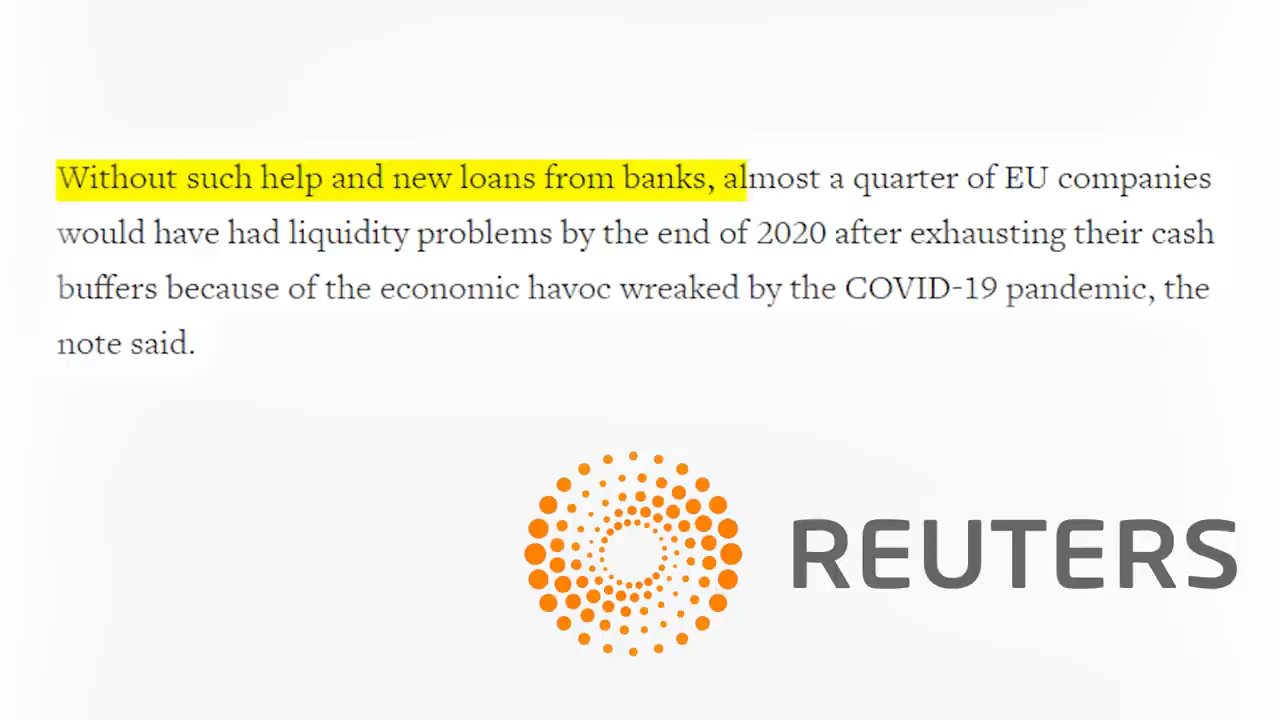 Without such help and new loans from banks, almost a quarter of EU companies
would have had liquidity problems by the end of 2020 after exhausting their cash
buffers because of the economic havoc wreaked by the COVID-19 pandemic, the
note said.
REUTERS